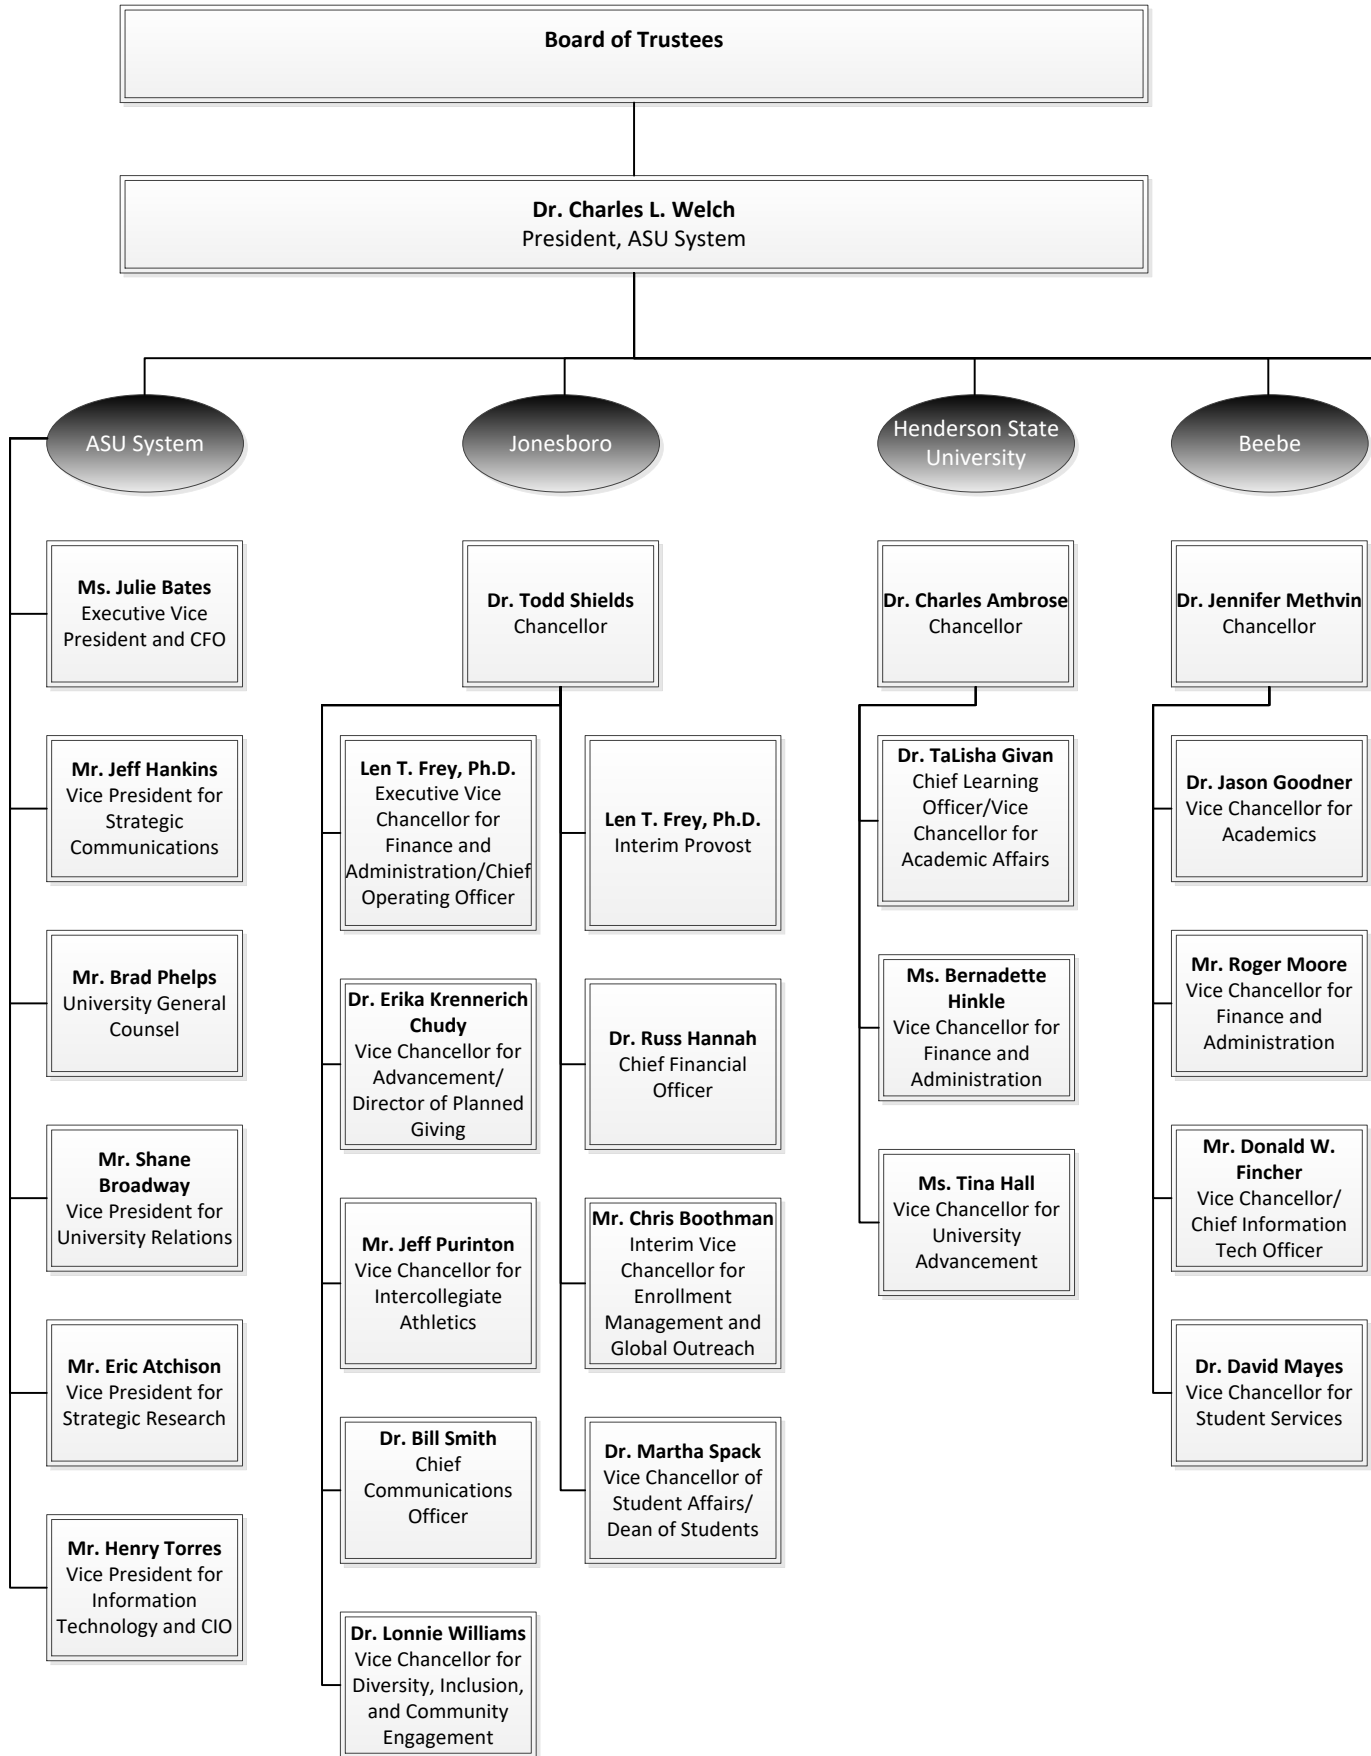 Board of Trustees
Dr. Charles L. Welch
President, ASU System
ASU System
Jonesboro
Henderson State
University
Beebe
Ms. Julie Bates
Executive Vice
President and CFO
Mr. Jeff Hankins
Vice President for
Strategic
Communications
Mr. Brad Phelps
University General
Counsel
Mr. Shane
Broadway
Vice President for
University Relations
Mr. Eric Atchison
Vice President for
Strategic Research
Mr. Henry Torres
Vice President for
Information
Technology and CIO
Dr. Todd Shields
Chancellor
Len T. Frey, Ph.D.
Executive Vice
Chancellor for
Finance and
Administration/Chief
Operating Officer
Dr. Erika Krennerich
Chudy
Vice Chancellor for
Advancement/
Director of Planned
Giving
Mr. Jeff Purinton
Vice Chancellor for
Intercollegiate
Athletics
Dr. Bill Smith
Chief
Communications
Officer
Dr. Lonnie Williams
Vice Chancellor for
Diversity, Inclusion,
and Community
Engagement
Len T. Frey, Ph.D.
Interim Provost
Dr. Russ Hannah
Chief Financial
Officer
Mr. Chris Boothman
Interim Vice
Chancellor for
Enrollment
Management and
Global Outreach
Dr. Martha Spack
Vice Chancellor of
Student Affairs/
Dean of Students
Dr. Charles Ambrose
Chancellor
Dr. TaLisha Givan
Chief Learning
Officer/Vice
Chancellor for
Academic Affairs
Ms. Bernadette
Hinkle
Vice Chancellor for
Finance and
Administration
Ms. Tina Hall
Vice Chancellor for
University
Advancement
Dr. Jennifer Methvin
Chancellor
Dr. Jason Goodner
Vice Chancellor for
Academics
Mr. Roger Moore
Vice Chancellor for
Finance and
Administration
Mr. Donald W.
Fincher
Vice Chancellor/
Chief Information
Tech Officer
Dr. David Mayes
Vice Chancellor for
Student Services